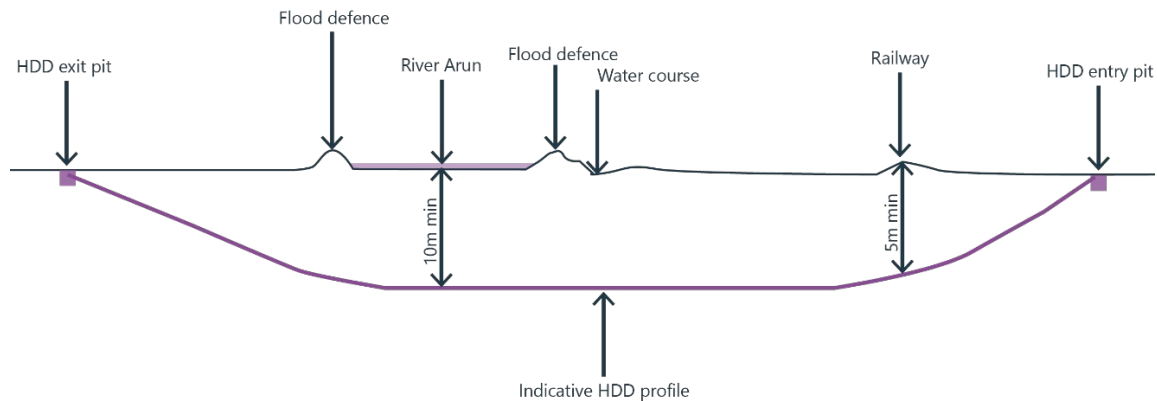 Flood defence
HDD exit pit
River Arun
Flood defence
Water course
Railway
HDD entry pit
10m min
5m min
Indicative HDD profile